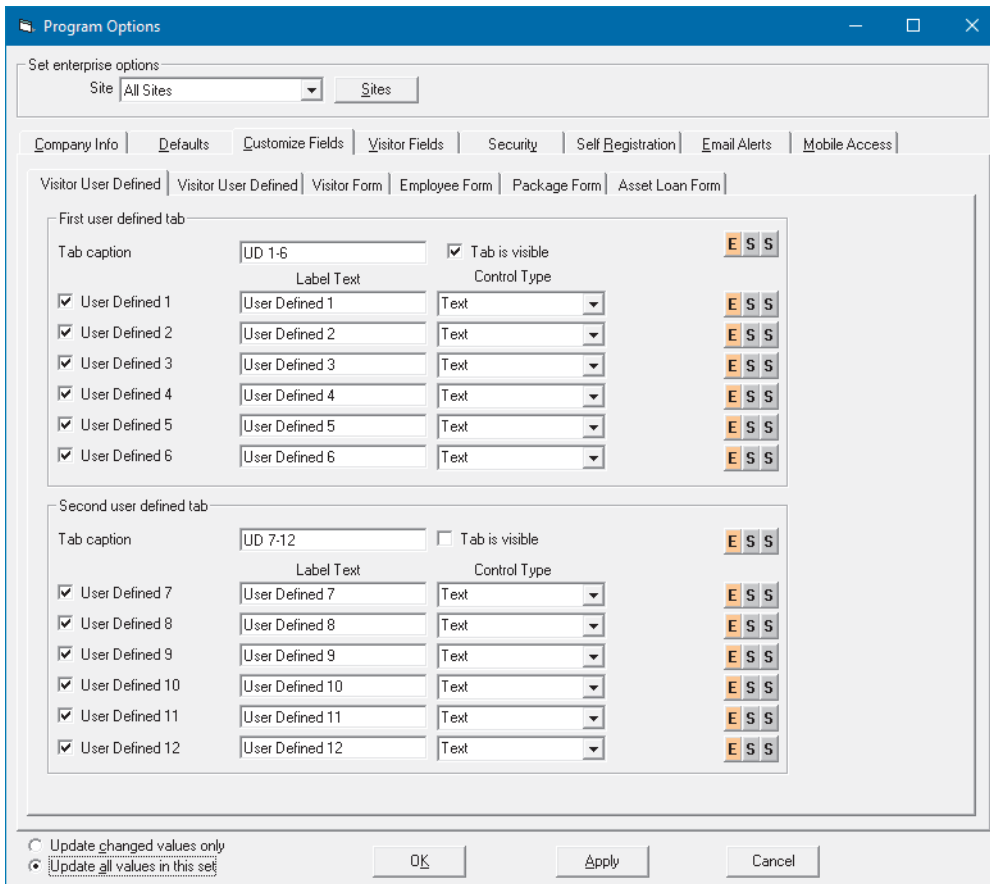 Program Options
Set enterprise options
Site All Sites Sites
Company Info Defaults Customize Fields Visitor Fields Security Self Registration Email Alerts Mobile Access
Visitor User Defined Visitor User Defined Visitor Form Employee Form Package Form Asset Loan Form
First user defined tab
Tab caption UD 1-6 Tab is visible E S S
Label Text Control Type
User Defined 1 User Defined 1 Text E S S
User Defined 2 User Defined 2 Text E S S
User Defined 3 User Defined 3 Text E S S
User Defined 4 User Defined 4 Text E S S
User Defined 5 User Defined 5 Text E S S
User Defined 6 User Defined 6 Text E S S
Second user defined tab
Tab caption UD 7-12 Tab is visible E S S
Label Text Control Type
User Defined 7 User Defined 7 Text E S S
User Defined 8 User Defined 8 Text E S S
User Defined 9 User Defined 9 Text E S S
User Defined 10 User Defined 10 Text E S S
User Defined 11 User Defined 11 Text E S S
User Defined 12 User Defined 12 Text E S S
Update changed values only
Update all values in this set OK Apply Cancel